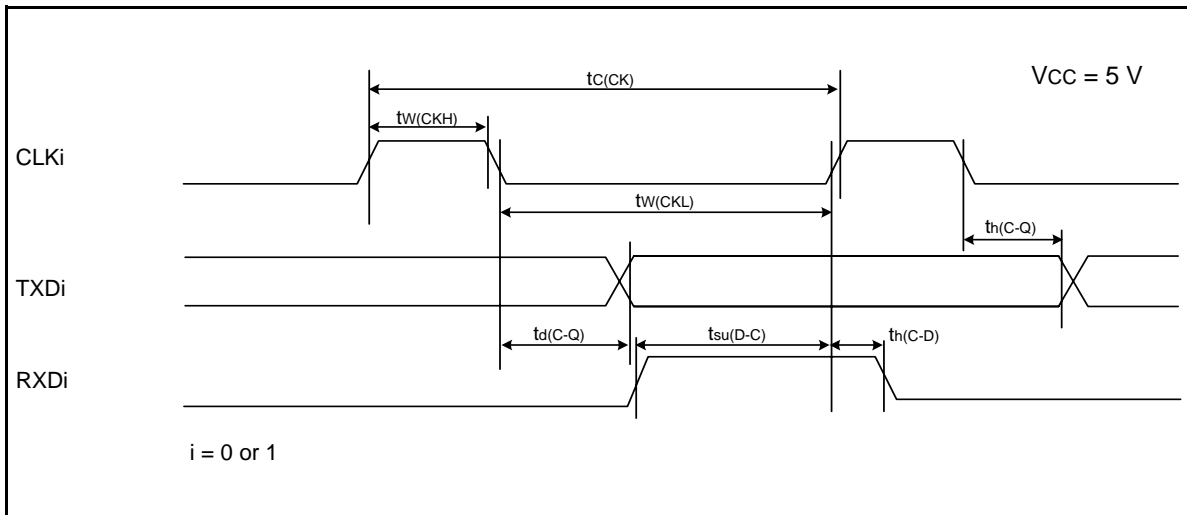 tC(CK)
VCC = 5 V
tW(CKH)
CLKi
tW(CKL)
th(C-Q)
TXDi
td(C-Q)
tsu(D-C)
th(C-D)
RXDi
i = 0 or 1